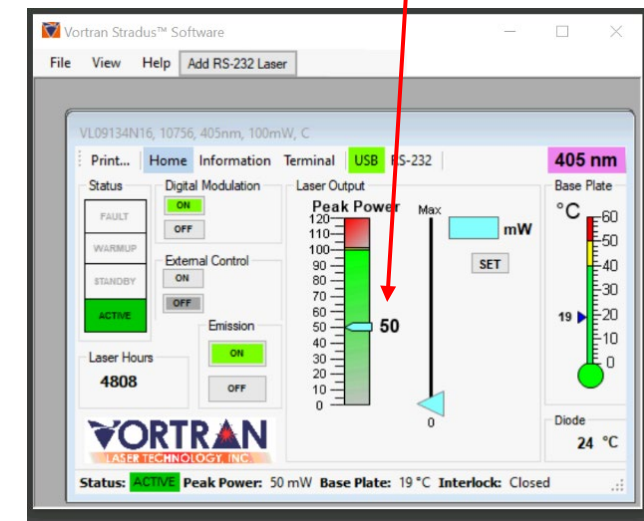 Vortran Stradus™ Software
File View Help Add RS-232 Laser
VL09134N16, 10756, 405nm, 100mW, C
Print... Home Information Terminal USB RS-232 405 nm
Status Digital Modulation Laser Output Base Plate
FAULT
WARMUP
STANDBY
ACTIVE
ON
OFF
External Control
ON
OFF
Emission
ON
OFF
Laser Hours
4808
VORTRAN
LASER TECHNOLOGY, INC.
Peak Power
120
110
100
90
80
70
60
50
40
30
20
10
0
50
Max
0
mW
SET
°C
60
50
40
30
20
10
0
19
Diode
24 °C
Status: ACTIVE Peak Power: 50 mW Base Plate: 19 °C Interlock: Closed